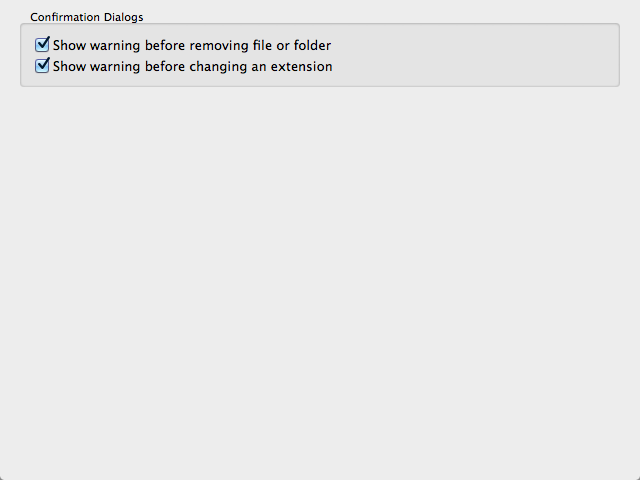 Confirmation Dialogs
Show warning before removing file or folder
Show warning before changing an extension